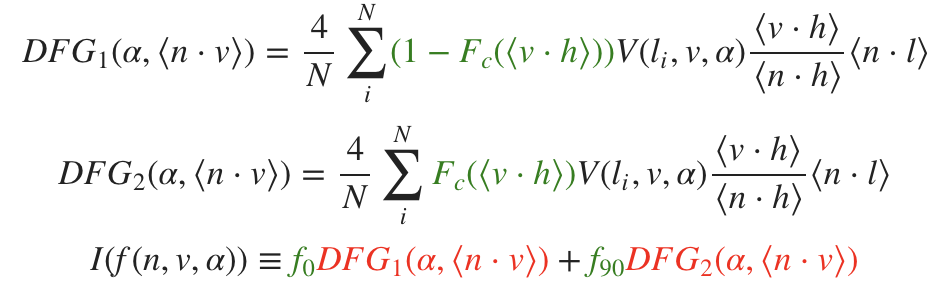 DFG₁(α, ⟨n · v⟩) = 4/N ∑ᵢᴺ (1 − F_c(⟨v · h⟩))V(lᵢ, v, α) ⟨v · h⟩/⟨n · h⟩ ⟨n · l⟩
DFG₂(α, ⟨n · v⟩) = 4/N ∑ᵢᴺ F_c(⟨v · h⟩)V(lᵢ, v, α) ⟨v · h⟩/⟨n · h⟩ ⟨n · l⟩
I(f(n, v, α)) ≡ f₀DFG₁(α, ⟨n · v⟩) + f₉₀DFG₂(α, ⟨n · v⟩)